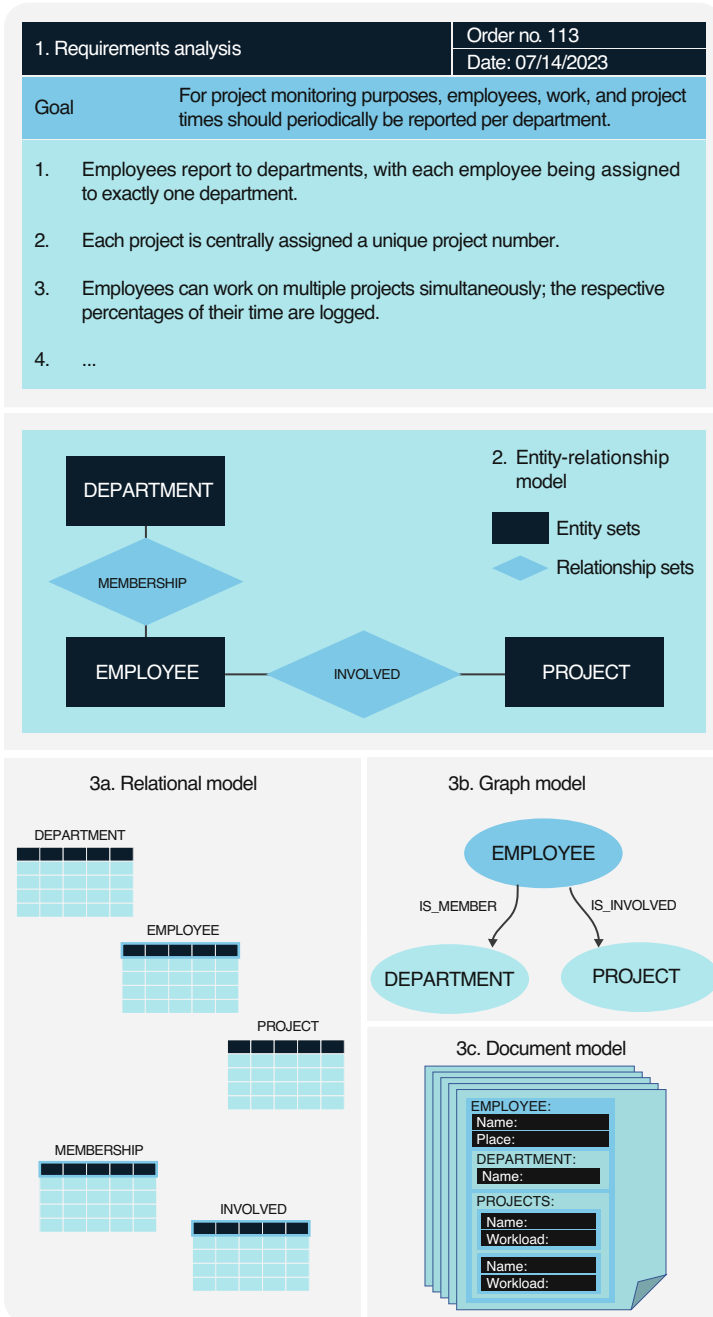 1. Requirements analysis
Order no. 113
Date: 07/14/2023
Goal
For project monitoring purposes, employees, work, and project
times should periodically be reported per department.
1. Employees report to departments, with each employee being assigned
to exactly one department.
2. Each project is centrally assigned a unique project number.
3. Employees can work on multiple projects simultaneously; the respective
percentages of their time are logged.
4. ...
2. Entity-relationship
model
Entity sets
Relationship sets
DEPARTMENT
MEMBERSHIP
EMPLOYEE
INVOLVED
PROJECT
3a. Relational model
DEPARTMENT
EMPLOYEE
PROJECT
MEMBERSHIP
INVOLVED
3b. Graph model
EMPLOYEE
IS_MEMBER
IS_INVOLVED
DEPARTMENT
PROJECT
3c. Document model
EMPLOYEE:
Name:
Place:
DEPARTMENT:
Name:
PROJECTS:
Name:
Workload:
Name:
Workload: